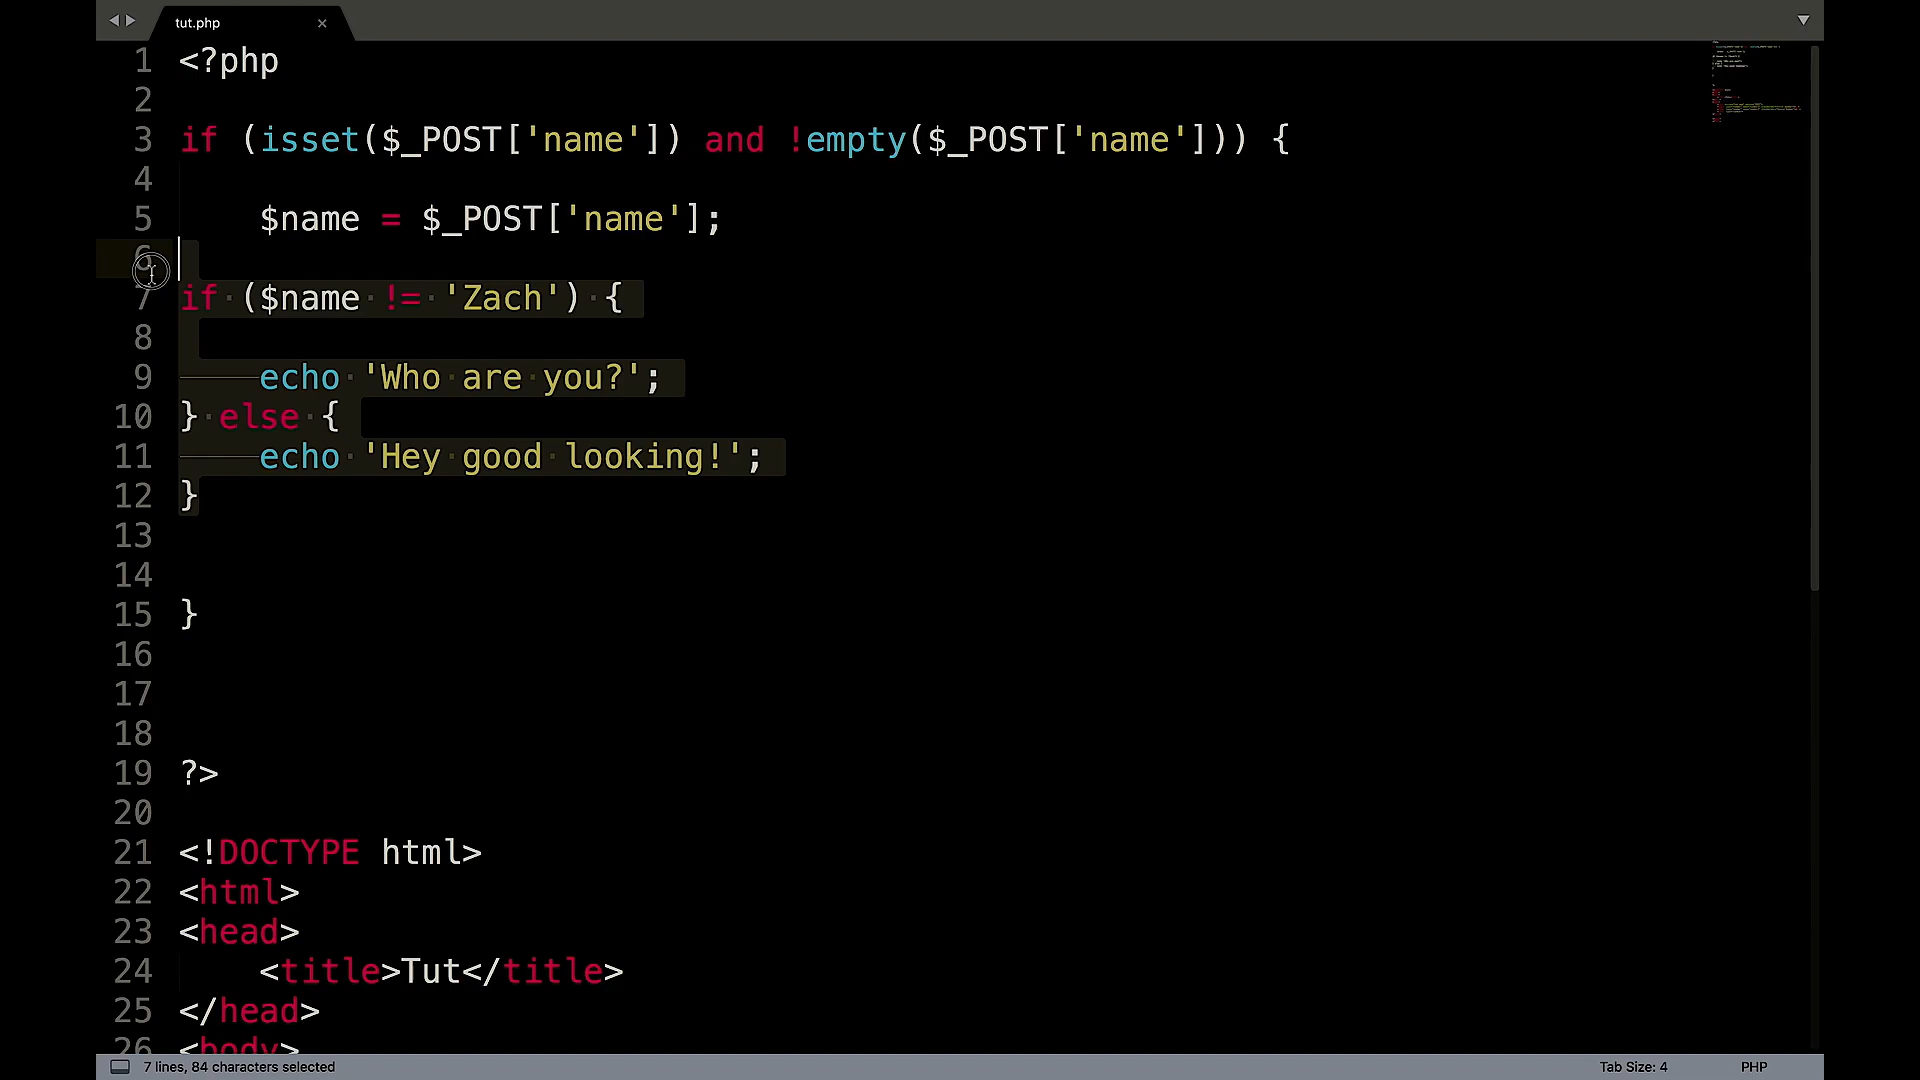 tut.php
1 <?php
2
3 if (isset($_POST['name']) and !empty($_POST['name'])) {
4
5 $name = $_POST['name'];
6
7 if ($name != 'Zach') {
8
9 echo 'Who are you?';
10 } else {
11 echo 'Hey good looking!';
12 }
13
14
15 }
16
17
18
19 ?>
20
21 <!DOCTYPE html>
22 <html>
23 <head>
24 <title>Tut</title>
25 </head>
26 <body>
7 lines, 84 characters selected
Tab Size: 4
PHP